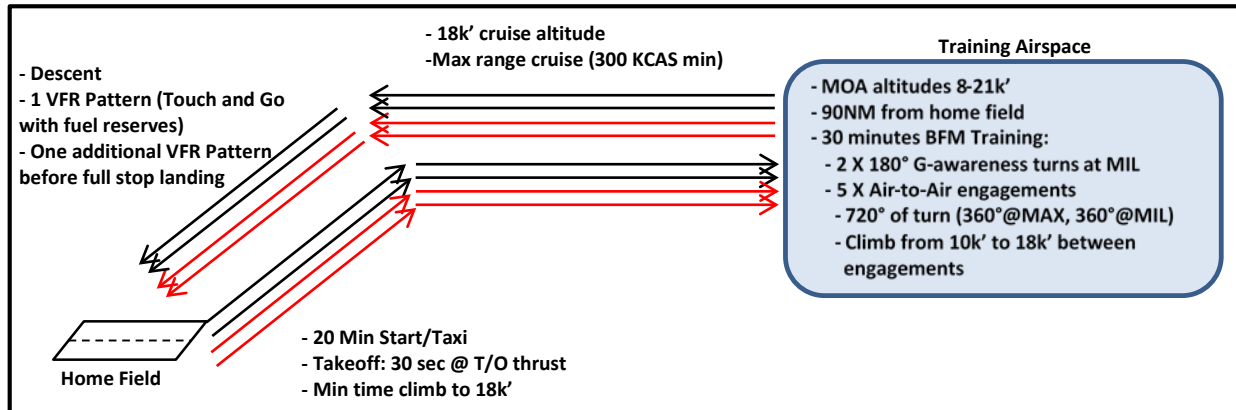 - 18k’ cruise altitude
-Max range cruise (300 KCAS min)
Training Airspace
- Descent
- 1 VFR Pattern (Touch and Go
with fuel reserves)
- One additional VFR Pattern
before full stop landing
- MOA altitudes 8-21k’
- 90NM from home field
- 30 minutes BFM Training:
- 2 X 180° G-awareness turns at MIL
- 5 X Air-to-Air engagements
- 720° of turn (360°@MAX, 360°@MIL)
- Climb from 10k’ to 18k’ between
engagements
- 20 Min Start/Taxi
- Takeoff: 30 sec @ T/O thrust
- Min time climb to 18k’
Home Field